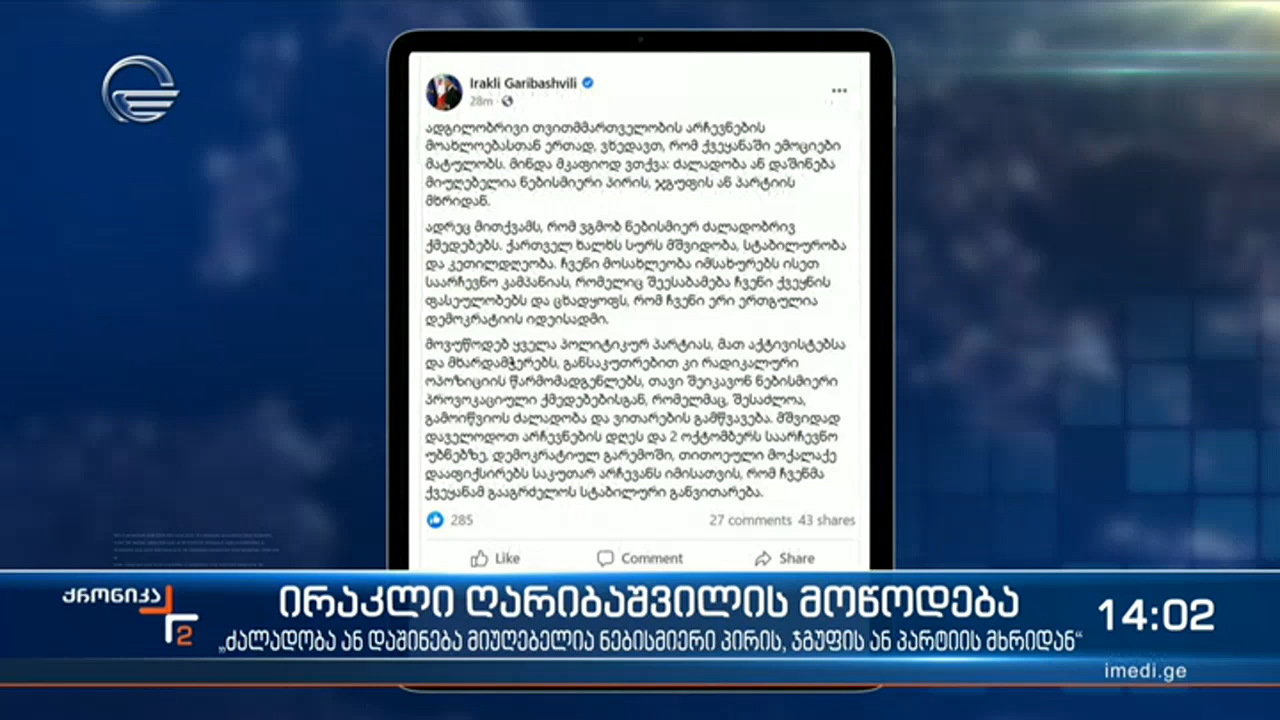 Irakli Garibashvili
28m
ადგილობრივი თვითმმართველობის არჩევნების
მოახლოებასთან ერთად, ვხედავთ, რომ ქვეყანაში ემოციები
მატულობს. მინდა მკაფიოდ ვთქვა: ძალადობა ან დაშინება
მიუღებელია ნებისმიერი პირის, ჯგუფის ან პარტიის
მხრიდან.
ადრეც მითქვამს, რომ ვგმობ ნებისმიერ ძალადობრივ
ქმედებებს. ქართველ ხალხს სურს მშვიდობა, სტაბილურობა
და კეთილდღეობა. ჩვენი მოსახლეობა იმსახურებს ისეთ
საარჩევნო კამპანიას, რომელიც შეესაბამება ჩვენი ქვეყნის
ფასეულობებს და ცხადყოფს, რომ ჩვენი ერი ერთგულია
დემოკრატიის იდეისადმი.
მოვუწოდებ ყველა პოლიტიკურ პარტიას, მათ აქტივისტებსა
და მხარდამჭერებს, განსაკუთრებით კი რადიკალური
ოპოზიციის წარმომადგენლებს, თავი შეიკავონ ნებისმიერი
პროვოკაციული ქმედებებისგან, რომელმაც, შესაძლოა,
გამოიწვიოს ძალადობა და ვითარების გამწვავება. მშვიდად
დაველოდოთ არჩევნების დღეს და 2 ოქტომბერს საარჩევნო
უბნებზე, დემოკრატიულ გარემოში, თითოეული მოქალაქე
დააფიქსირებს საკუთარ არჩევანს იმისათვის, რომ ჩვენმა
ქვეყანამ გააგრძელოს სტაბილური განვითარება.
285 27 comments 43 shares
Like Comment Share
ქრონიკა
2
ირაკლი ღარიბაშვილის მოწოდება
„ძალადობა ან დაშინება მიუღებელია ნებისმიერი პირის, ჯგუფის ან პარტიის მხრიდან“
14:02
imedi.ge